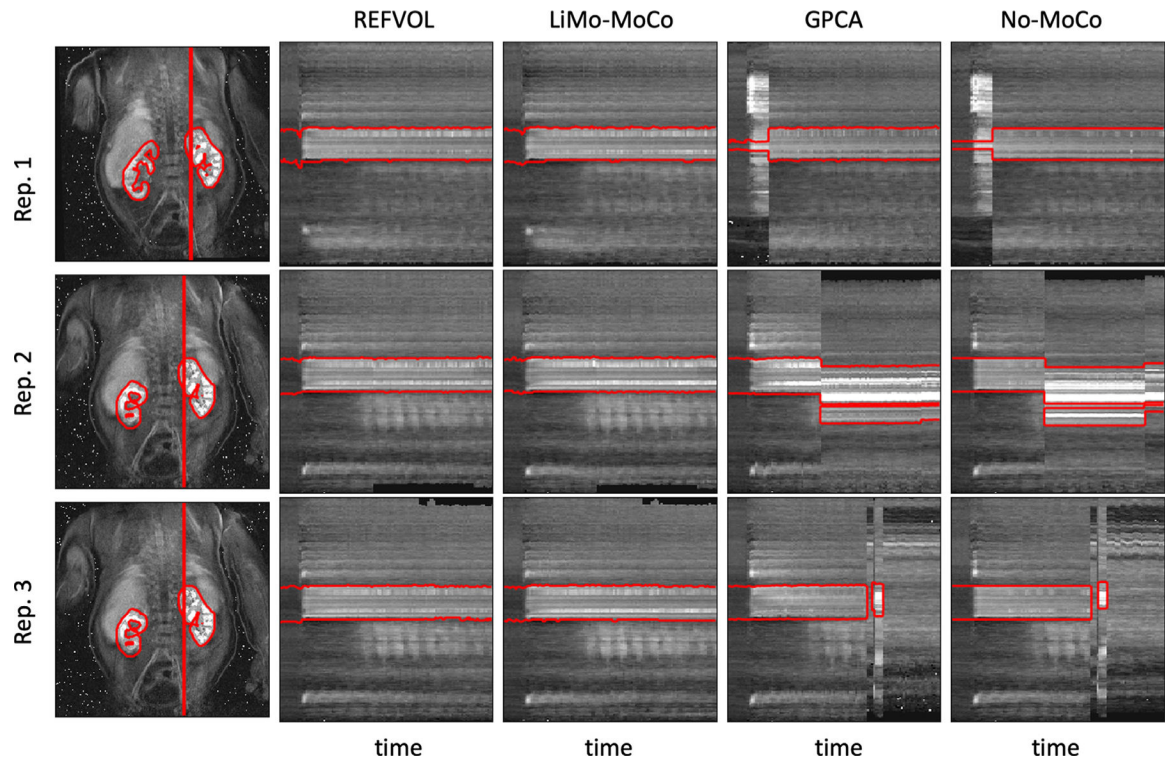 REFVOL LiMo-MoCo GPCA No-MoCo
Rep. 1
Rep. 2
Rep. 3
time time time time